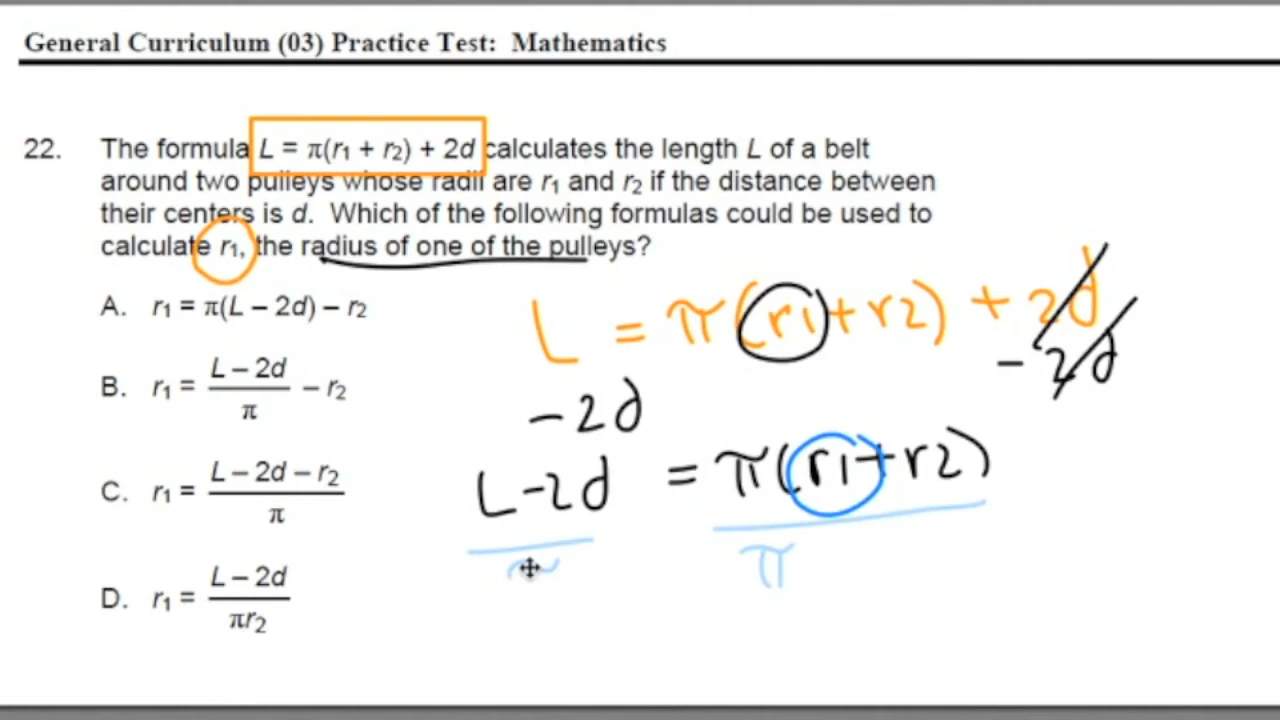 General Curriculum (03) Practice Test: Mathematics
22. The formula L = π(r1 + r2) + 2d calculates the length L of a belt
around two pulleys whose radii are r1 and r2 if the distance between
their centers is d. Which of the following formulas could be used to
calculate r1, the radius of one of the pulleys?
A. r1 = π(L – 2d) – r2
B. r1 = (L – 2d)/π – r2
C. r1 = (L – 2d – r2)/π
D. r1 = (L – 2d)/πr2
L = π(r1+r2) + 2d
-2d - 2d
L-2d = π(r1+r2)
π π